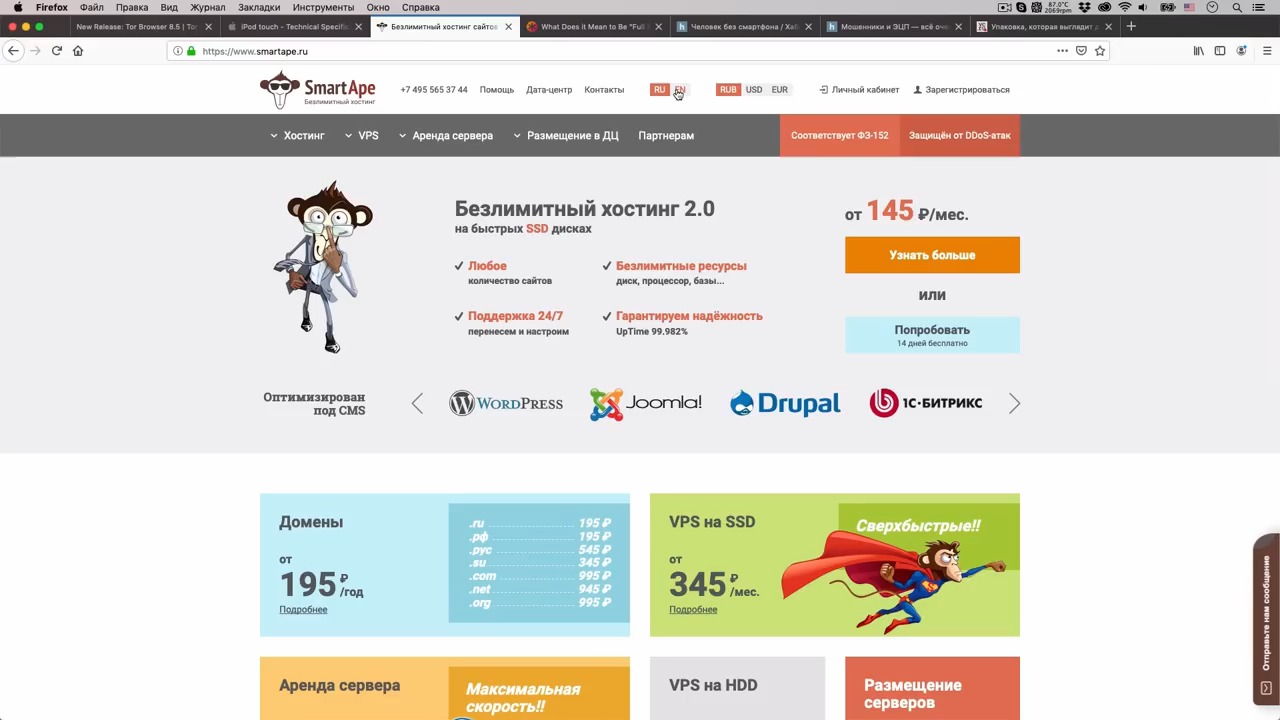 Firefox Файл Правка Вид Журнал Закладки Инструменты Окно Справка
67.0°C
2069rpm
New Release: Tor Browser 8.5 | Tor
iPod touch - Technical Specific
Безлимитный хостинг сайтов
What Does it Mean to Be "Full
Человек без смартфона / Хаб
Мошенники и ЭЦП — всё оче
Упаковка, которая выглядит д
https://www.smartape.ru
SmartApe
Безлимитный хостинг
+7 495 565 37 44 Помощь Дата-центр Контакты RU EN RUB USD EUR Личный кабинет Зарегистрироваться
Хостинг VPS Аренда сервера Размещение в ДЦ Партнерам Соответствует ФЗ-152 Защищён от DDoS-атак
Безлимитный хостинг 2.0
на быстрых SSD дисках
Любое
количество сайтов
Безлимитные ресурсы
диск, процессор, базы...
Поддержка 24/7
перенесем и настроим
Гарантируем надёжность
UpTime 99.982%
от 145 ₽/мес.
Узнать больше
или
Попробовать
14 дней бесплатно
Оптимизирован
под CMS
WORDPRESS
Joomla!
Drupal
1С-БИТРИКС
Домены
от
195 ₽/год
Подробнее
.ru 195 ₽
.рф 195 ₽
.рус 545 ₽
.su 345 ₽
.com 995 ₽
.net 945 ₽
.org 995 ₽
VPS на SSD
от
345 ₽/мес.
Подробнее
Сверхбыстрые!!
Аренда сервера
Максимальная
скорость!!
VPS на HDD
Размещение
серверов
Отправьте нам сообщение